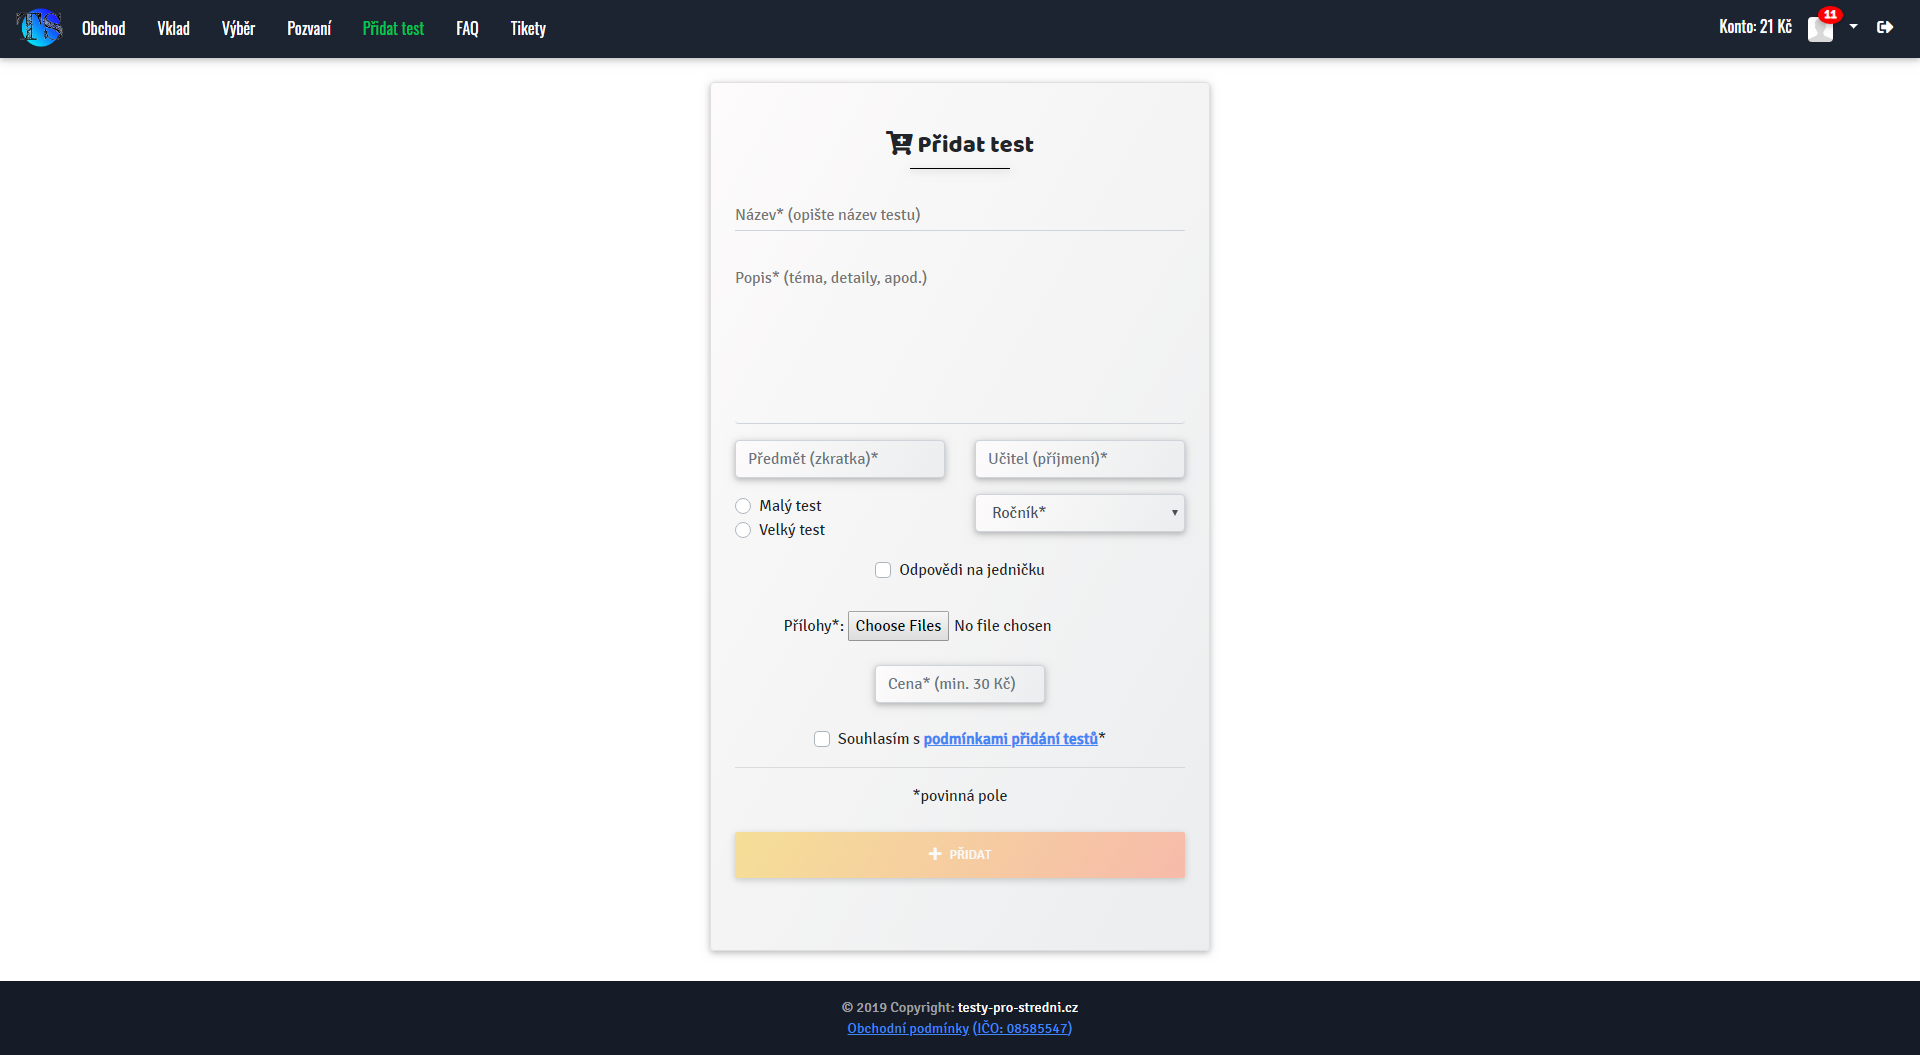 TS Obchod Vklad Výběr Pozvaní Přidat test FAQ Tikety Konto: 21 Kč 11
Přidat test
Název* (opište název testu)
Popis* (téma, detaily, apod.)
Předmět (zkratka)* Učitel (příjmení)*
Malý test Ročník*
Velký test
Odpovědi na jedničku
Přílohy*: Choose Files No file chosen
Cena* (min. 30 Kč)
Souhlasím s podmínkami přidání testů*
*povinná pole
PŘIDAT
© 2019 Copyright: testy-pro-stredni.cz
Obchodní podmínky (IČO: 08585547)